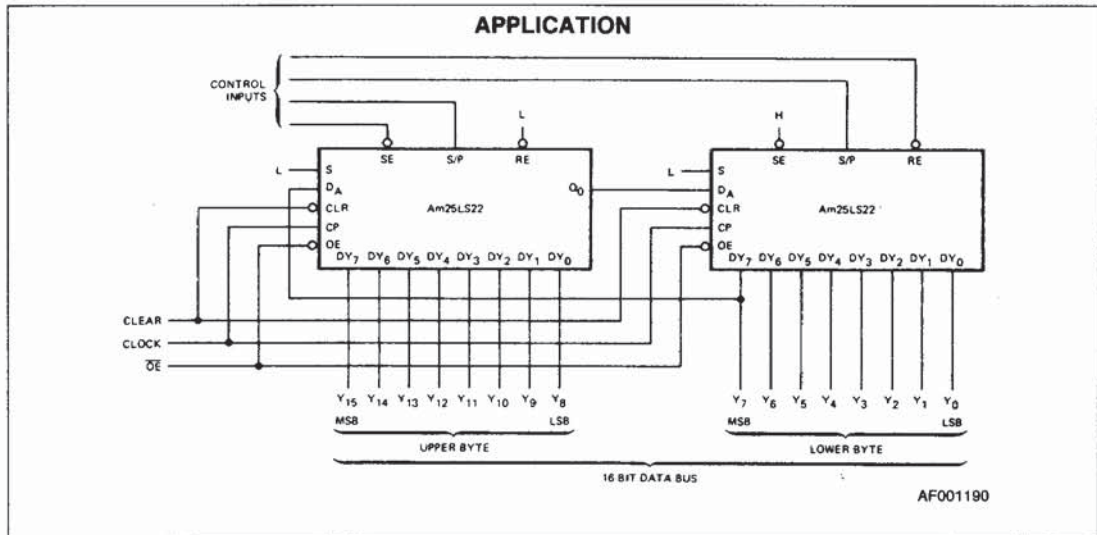 APPLICATION
CONTROL
INPUTS
L
H
SE S/P RE
SE S/P RE
L S
L S
DA Q0
DA
Am25LS22
Am25LS22
CLR
CLR
CP
CP
OE
OE
DY7 DY6 DY5 DY4 DY3 DY2 DY1 DY0
DY7 DY6 DY5 DY4 DY3 DY2 DY1 DY0
CLEAR
CLOCK
OE
Y15 Y14 Y13 Y12 Y11 Y10 Y9 Y8
Y7 Y6 Y5 Y4 Y3 Y2 Y1 Y0
MSB LSB
MSB LSB
UPPER BYTE
LOWER BYTE
16 BIT DATA BUS
AF001190